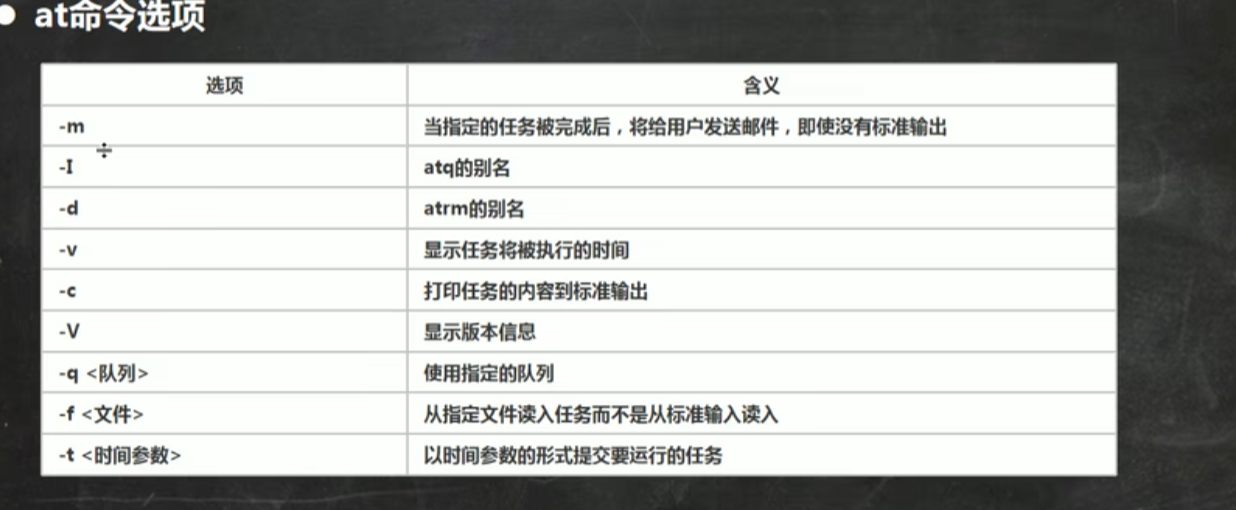 ● at命令选项
选项 含义
-m 当指定的任务被完成后，将给用户发送邮件，即使没有标准输出
-I atq的别名
-d atrm的别名
-v 显示任务将被执行的时间
-c 打印任务的内容到标准输出
-V 显示版本信息
-q <队列> 使用指定的队列
-f <文件> 从指定文件读入任务而不是从标准输入读入
-t <时间参数> 以时间参数的形式提交要运行的任务